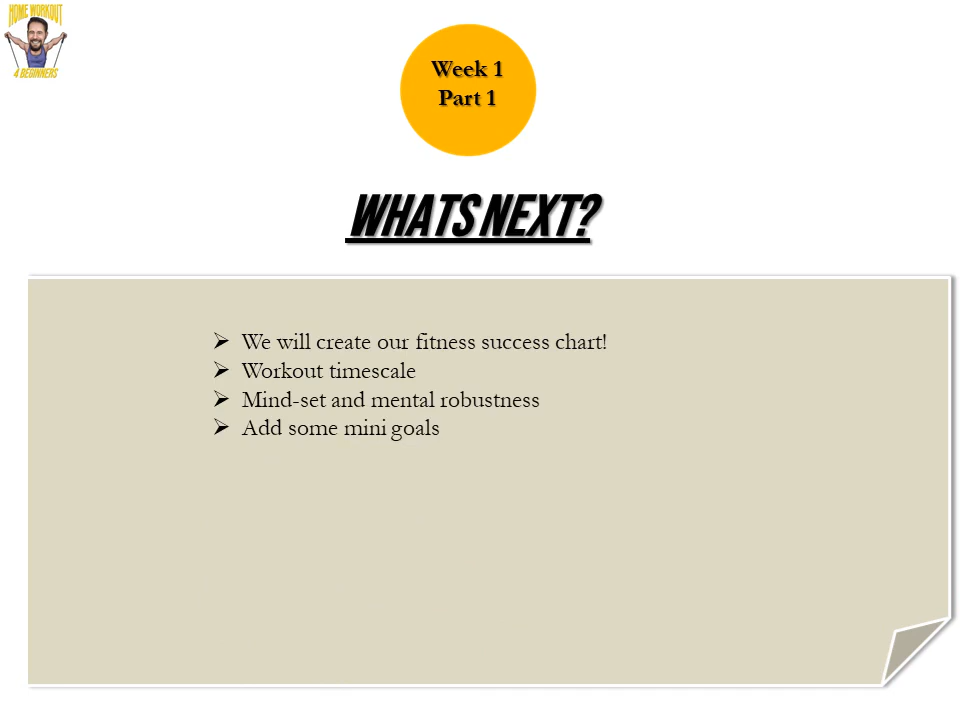 HOME WORKOUT
4 BEGINNERS
Week 1
Part 1
WHATS NEXT?
We will create our fitness success chart!
Workout timescale
Mind-set and mental robustness
Add some mini goals